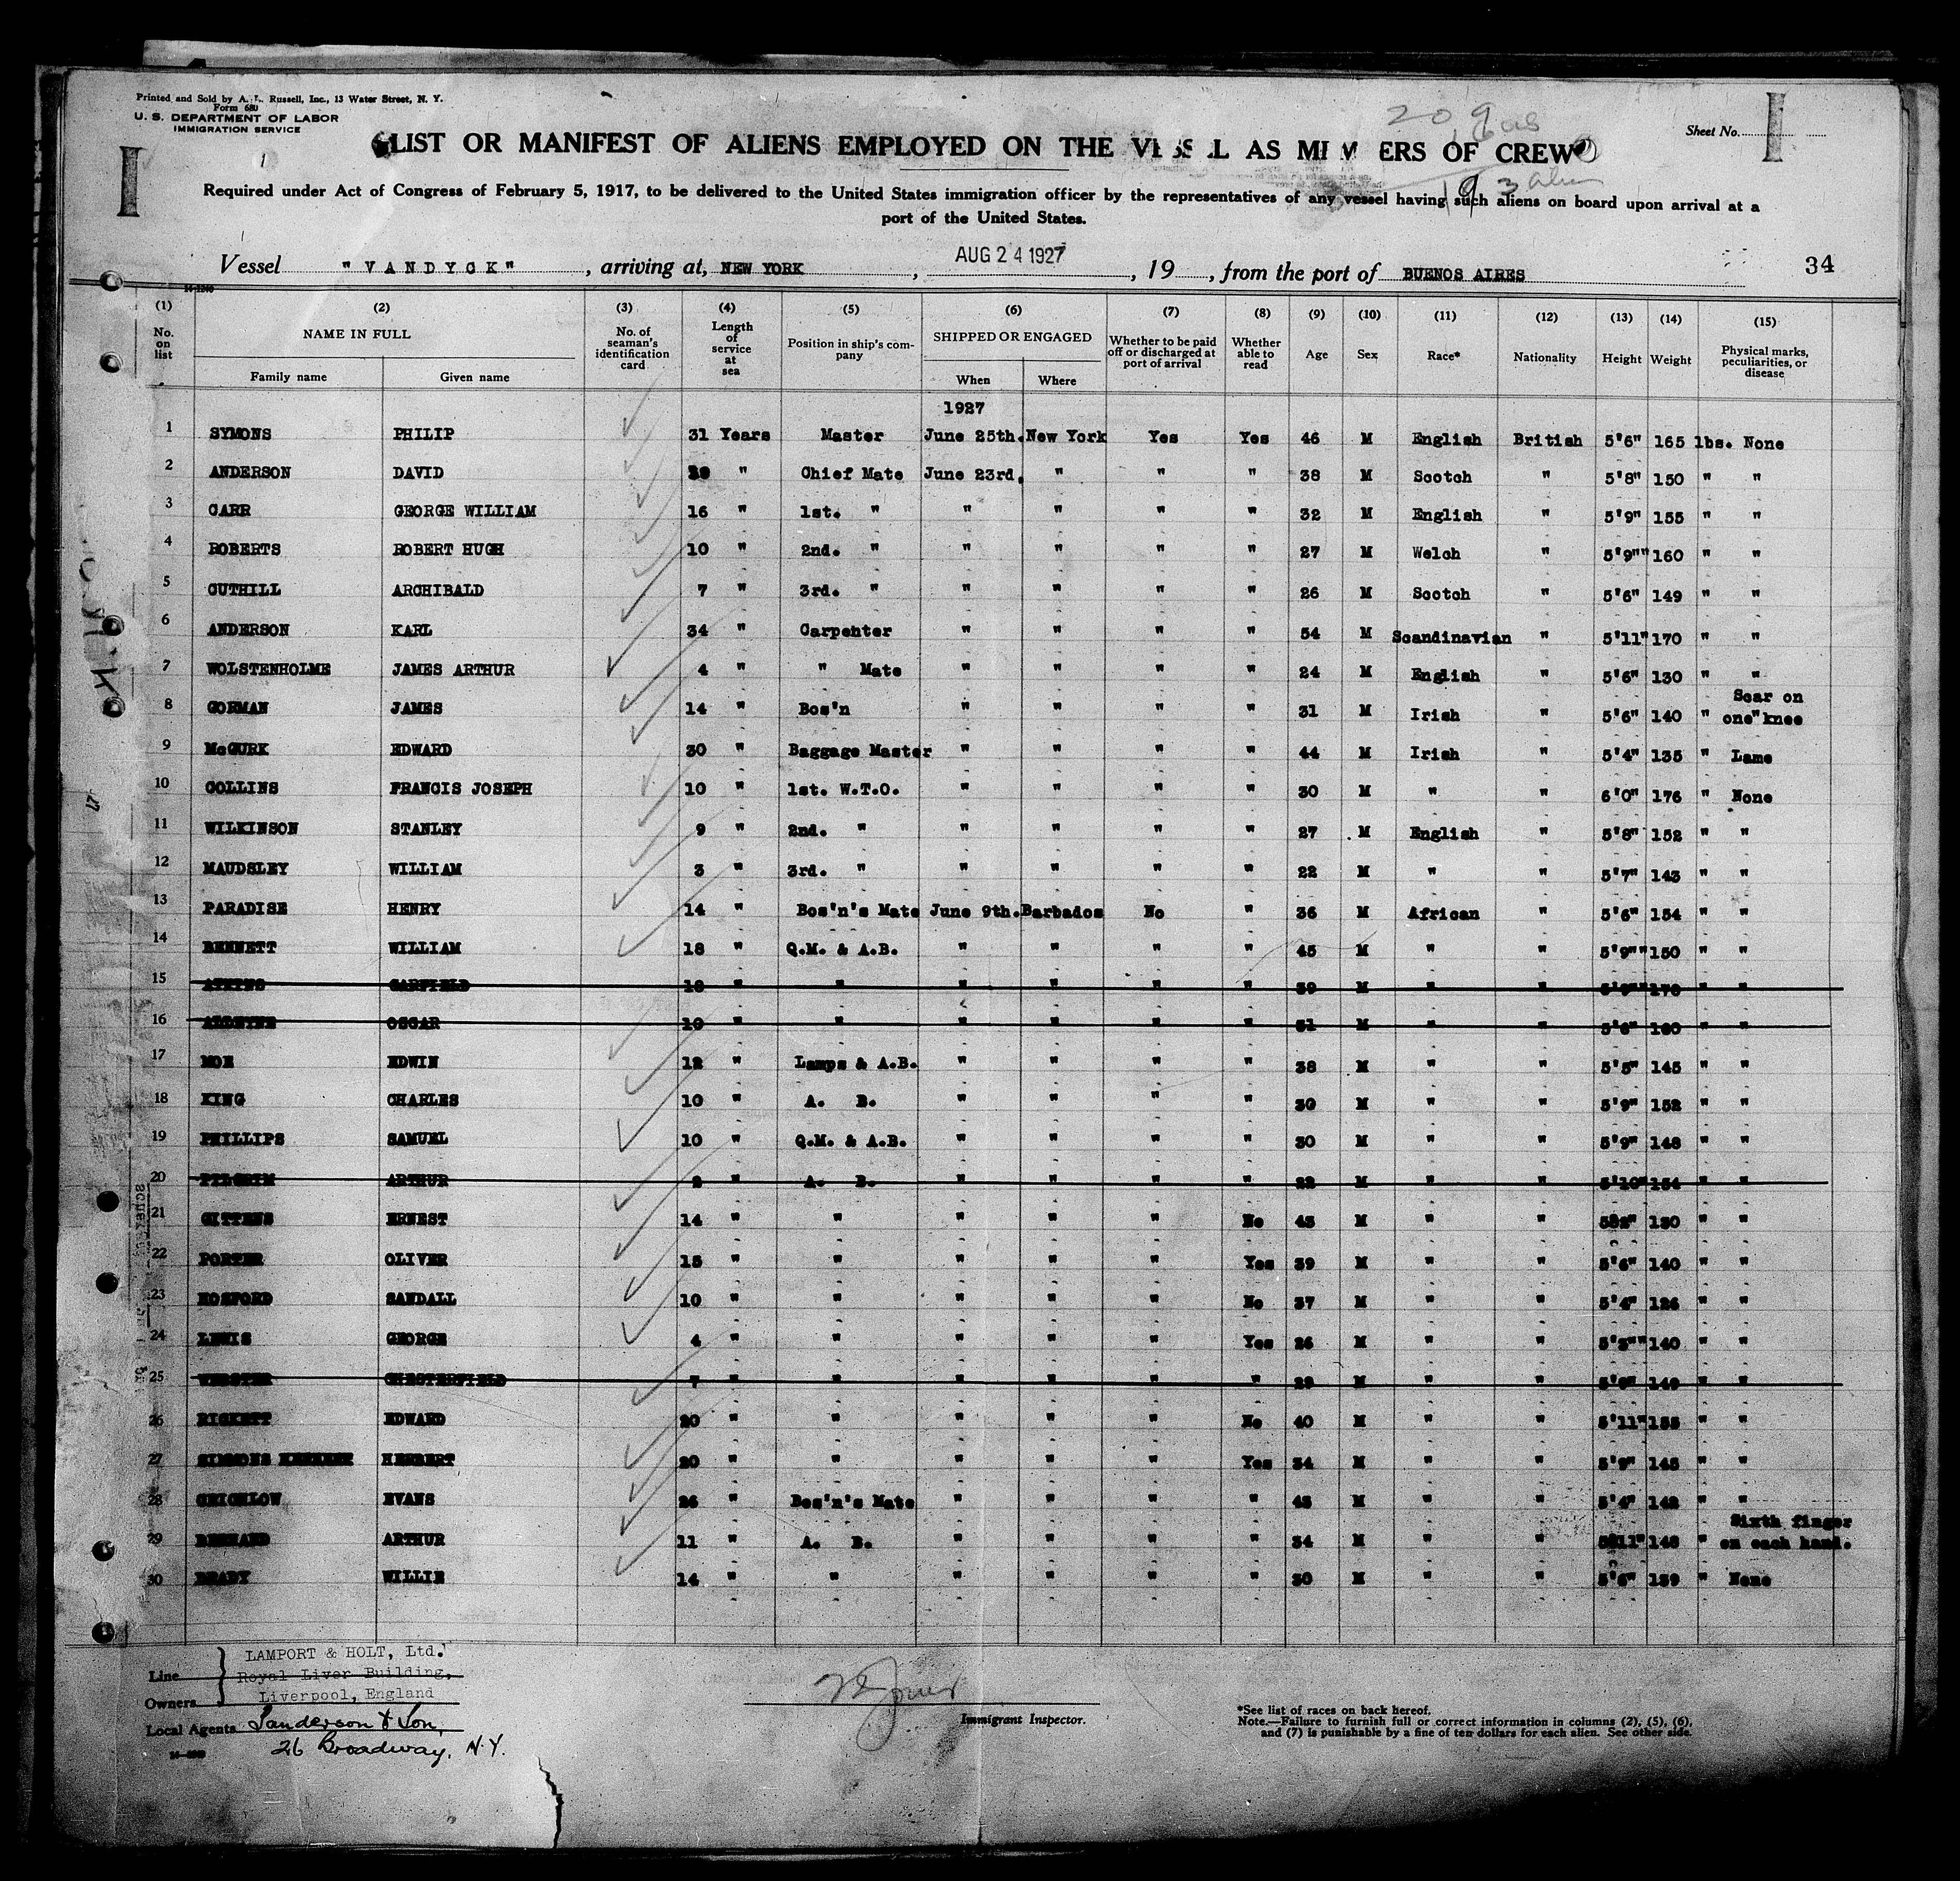 Printed and Sold by A. L. Russell, Inc., 13 Water Street, N. Y.
Form 680
U. S. DEPARTMENT OF LABOR
IMMIGRATION SERVICE
Sheet No.
LIST OR MANIFEST OF ALIENS EMPLOYED ON THE VESSEL AS MEMBERS OF CREW
Required under Act of Congress of February 5, 1917, to be delivered to the United States immigration officer by the representatives of any vessel having such aliens on board upon arrival at a
port of the United States.
Vessel "VANDYCK", arriving at, NEW YORK, AUG 24 1927, 19, from the port of BUENOS AIRES 34
(1) (2) (3) (4) (5) (6) (7) (8) (9) (10) (11) (12) (13) (14) (15)
No. on list NAME IN FULL Family name Given name No. of seaman's identification card Length of service at sea Position in ship's company SHIPPED OR ENGAGED When Where Whether to be paid off or discharged at port of arrival Whether able to read Age Sex Race* Nationality Height Weight Physical marks, peculiarities, or disease
1927
1 SYMONS PHILIP 31 Years Master June 25th. New York Yes Yes 46 M English British 5'6" 165 lbs. None
2 ANDERSON DAVID " Chief Mate June 23rd. " " " 38 M Scotch " 5'8" 150 " "
3 CARR GEORGE WILLIAM 16 " 1st. " " " " " 32 M English " 5'9" 155 " "
4 ROBERTS ROBERT HUGH 10 " 2nd. " " " " " 27 M Welch " 5'9"" 160 " "
5 CUTHILL ARCHIBALD 7 " 3rd. " " " " " 26 M Scotch " 5'6" 149 " "
6 ANDERSON KARL 34 " Carpenter " " " " 54 M Scandinavian " 5'11" 170 " "
7 WOLSTENHOLME JAMES ARTHUR 4 " " Mate " " " " 24 M English " 5'6" 130 " "
8 GORMAN JAMES 14 " Bos'n " " " " 31 M Irish " 5'6" 140 " Scar on one" knee
9 McGURK EDWARD 30 " Baggage Master " " " " 44 M Irish " 5'4" 135 " Lame
10 COLLINS FRANCIS JOSEPH 10 " 1st. W.T.O. " " " " 30 M " " 6'0" 176 " None
11 WILKINSON STANLEY 9 " 2nd. " " " " " 27 M English " 5'8" 152 " "
12 MAUDSLEY WILLIAM 3 " 3rd. " " " " " 22 M " " 5'7" 143 " "
13 PARADISE HENRY 14 " Bos'n's Mate June 9th. Barbados No " 36 M African " 5'6" 154 " "
14 BENNETT WILLIAM 18 " Q.M. & A.B. " " " " 45 M " " 5'9"" 150 " "
15 ATKINS GARFIELD 18 " " " " " " 39 M " " " "
16 ALLEYNE OSCAR 10 " " " " " " 31 M " " 5'6" 160 " "
17 MOE EDWIN 12 " Lamps & A.B. " " " " 38 M " " 5'5" 145 " "
18 KING CHARLES 10 " A. B. " " " " 30 M " " 5'9" 152 " "
19 PHILLIPS SAMUEL 10 " Q.M. & A.B. " " " " 30 M " " 5'9" 148 " "
20 PILGRIM ARTHUR " A. B. " " " " 22 M " " 5'10" 154 " "
21 GITTENS ERNEST 14 " " " " " No 43 M " " 130 " "
22 PORTER OLIVER 15 " " " " " Yes 39 M " " 5'6" 140 " "
23 HOSFORD SANDALL 10 " " " " " No 37 M " " 5'4" 126 " "
24 LEWIS GEORGE 4 " " " " " Yes 26 M " " 5'3"" 140 " "
25 WEBSTER CHESTERFIELD 7 " " " " " " M " " " "
26 RICKETT EDWARD 20 " " " " " No 40 M " " 5'11" 155 " "
27 SIMMONS HERBERT 20 " " " " " Yes 34 M " " 5'9" 145 " "
28 CRICHLOW EVANS 26 " Bos'n's Mate " " " " 43 M " " 5'4" 142 " "
29 BERNARD ARTHUR 11 " A. B. " " " " 34 M " " 148 " Sixth finger on each hand.
30 BRADY WILLIE 14 " " " " " " 30 M " " 5'6" 139 " None
Line
Owners
LAMPORT & HOLT, Ltd.
Royal Liver Building,
Liverpool, England
Local Agents Sanderson & Son,
26 Broadway, N.Y.
Immigrant Inspector.
*See list of races on back hereof.
Note.—Failure to furnish full or correct information in columns (2), (5), (6),
and (7) is punishable by a fine of ten dollars for each alien. See other side.